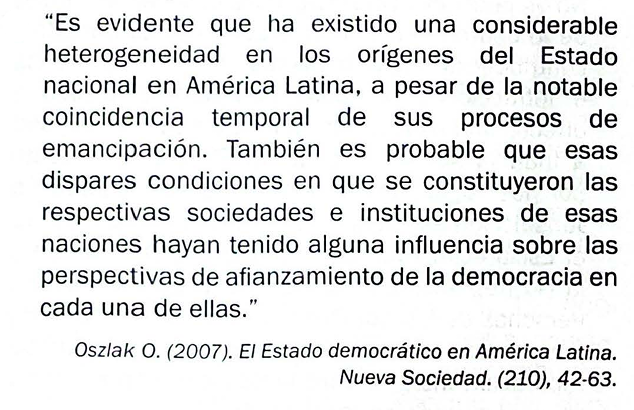 “Es evidente que ha existido una considerable
heterogeneidad en los orígenes del Estado
nacional en América Latina, a pesar de la notable
coincidencia temporal de sus procesos de
emancipación. También es probable que esas
dispares condiciones en que se constituyeron las
respectivas sociedades e instituciones de esas
naciones hayan tenido alguna influencia sobre las
perspectivas de afianzamiento de la democracia en
cada una de ellas.”
Oszlak O. (2007). El Estado democrático en América Latina.
Nueva Sociedad. (210), 42-63.